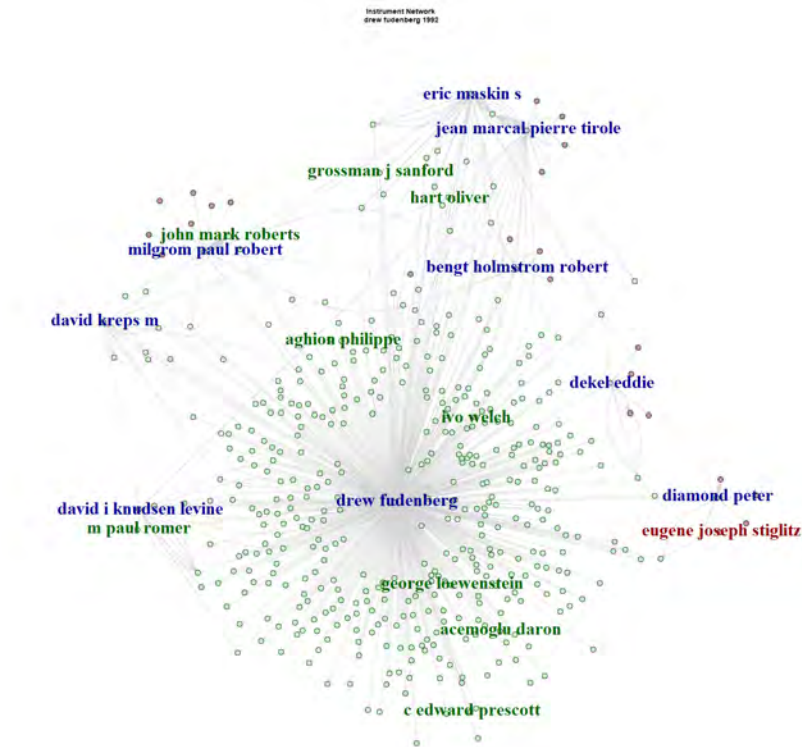 Instrument Network
drew fudenberg 1992
eric maskin s
jean marcal pierre tirole
grossman j sanford
hart oliver
john mark roberts
milgrom paul robert
bengt holmstrom robert
david kreps m
aghion philippe
dekel eddie
ivo welch
drew fudenberg
diamond peter
david i knudsen levine
m paul romer
eugene joseph stiglitz
george loewenstein
acemoglu daron
c edward prescott